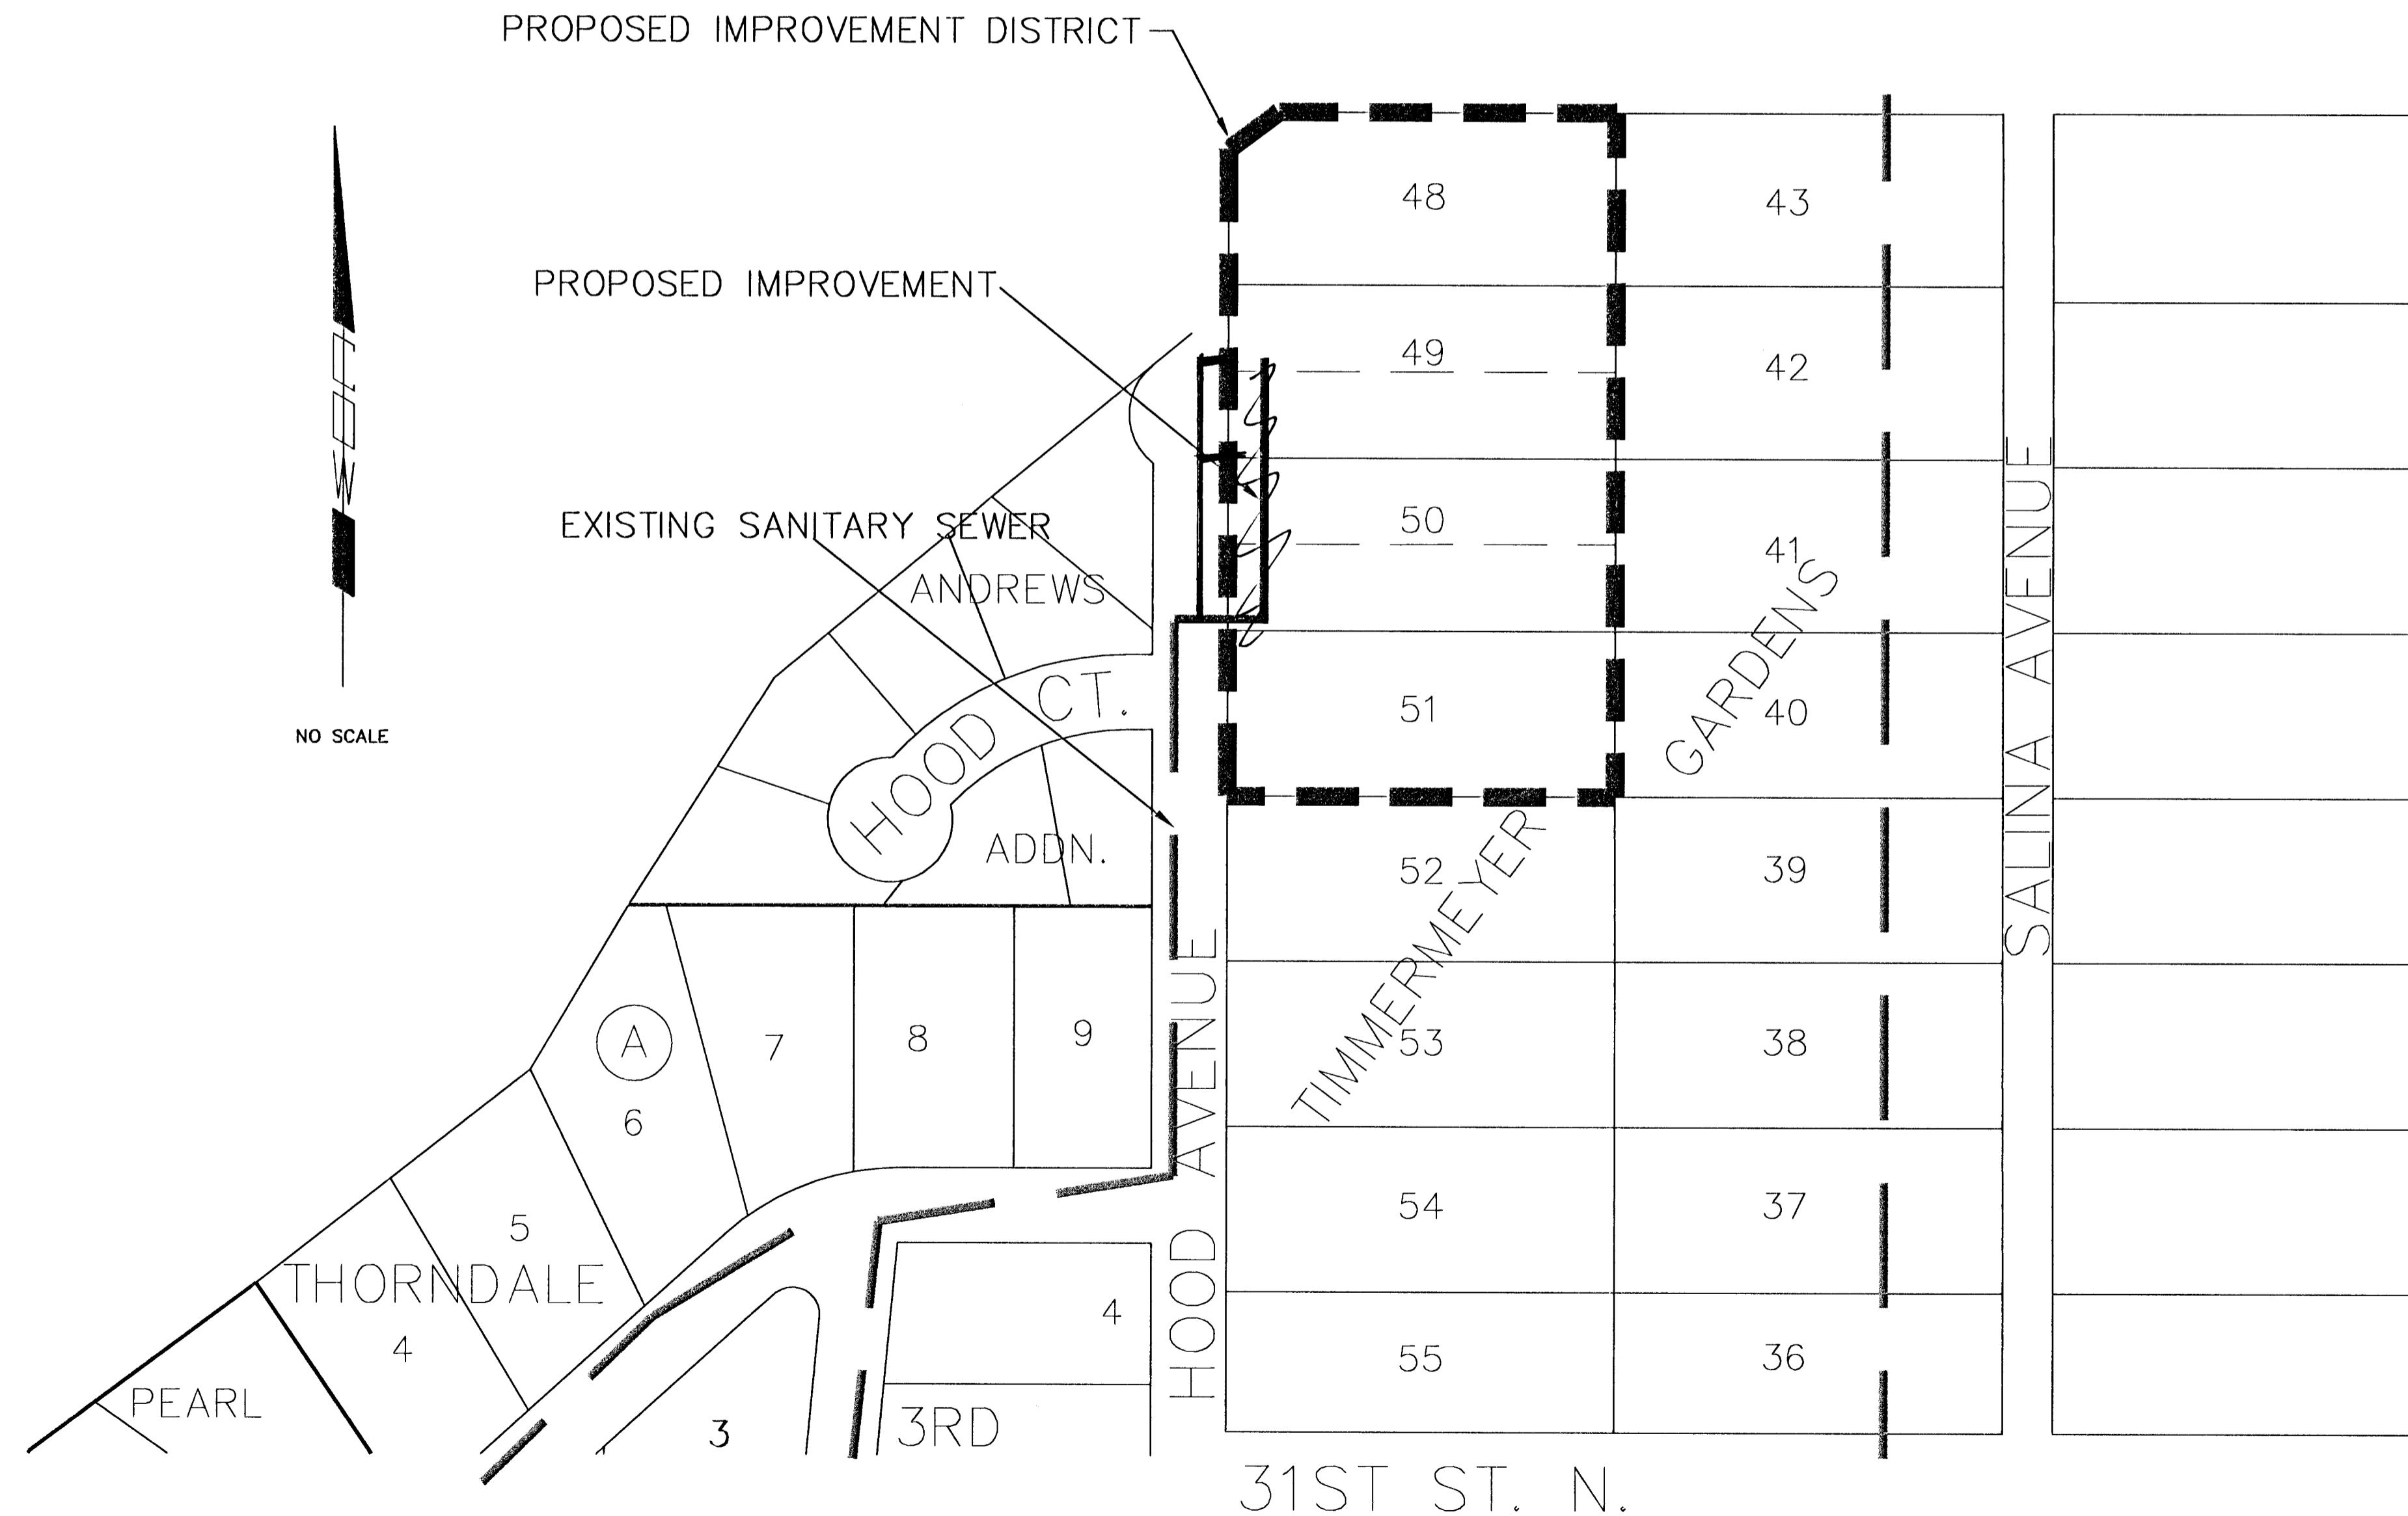 PROPOSED IMPROVEMENT DISTRICT
48
43
PROPOSED IMPROVEMENT
49
42
EXISTING SANITARY SEWER
50
41
ANDREWS
HOOD CT.
51
GARDENS
40
NO SCALE
ADDN.
52
39
SALINA AVENUE
TIMMERMEYER
A
7
8
9
53
38
6
HOOD AVENUE
54
37
5
THORNDALE
4
4
55
36
PEARL
3
3RD
31ST ST. N.